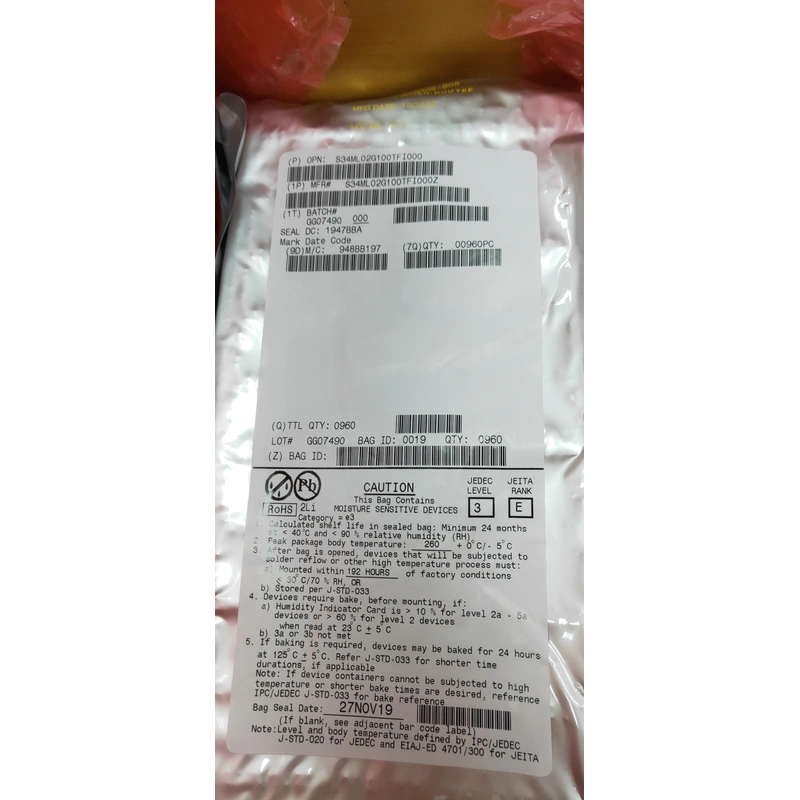 MFG DATE:
(P) OPN: S34ML02G100TFI000
(1P) MFR# S34ML02G100TFI000Z
(1T) BATCH#
GG07490 000
SEAL DC: 1947BBA
Mark Date Code
(9D)M/C: 948BB197 (7Q)QTY: 00960PC
(Q)TTL QTY: 0960
LOT# GG07490 BAG ID: 0019 QTY: 0960
(Z) BAG ID:
Pb
RoHS 2Li
Category = e3
CAUTION
This Bag Contains
MOISTURE SENSITIVE DEVICES
JEDEC LEVEL
3
JEITA RANK
E
1. Calculated shelf life in sealed bag: Minimum 24 months
at < 40°C and < 90 % relative humidity (RH)
2. Peak package body temperature: 260 + 0°C/- 5°C
3. After bag is opened, devices that will be subjected to
solder reflow or other high temperature process must:
a) Mounted within 192 HOURS of factory conditions
≤ 30°C/70 % RH, OR
b) Stored per J-STD-033
4. Devices require bake, before mounting, if:
a) Humidity Indicator Card is > 10 % for level 2a - 5a
devices or > 60 % for level 2 devices
when read at 23°C ± 5°C
b) 3a or 3b not met
5. If baking is required, devices may be baked for 24 hours
at 125°C ± 5°C. Refer J-STD-033 for shorter time
durations, if applicable
Note: If device containers cannot be subjected to high
temperature or shorter bake times are desired, reference
IPC/JEDEC J-STD-033 for bake reference
Bag Seal Date: 27NOV19
(If blank, see adjacent bar code label)
Note:Level and body temperature defined by IPC/JEDEC
J-STD-020 for JEDEC and EIAJ-ED 4701/300 for JEITA